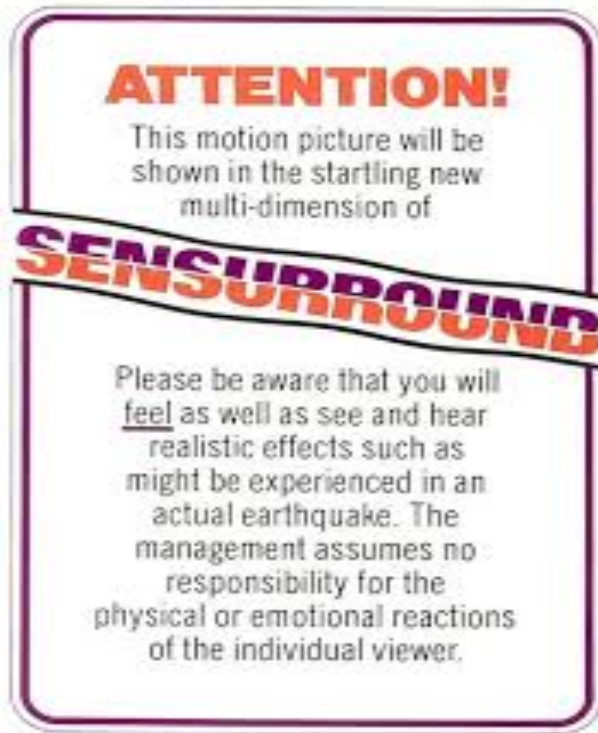 ATTENTION!
This motion picture will be
shown in the startling new
multi-dimension of
SENSURROUND
Please be aware that you will
feel as well as see and hear
realistic effects such as
might be experienced in an
actual earthquake. The
management assumes no
responsibility for the
physical or emotional reactions
of the individual viewer.